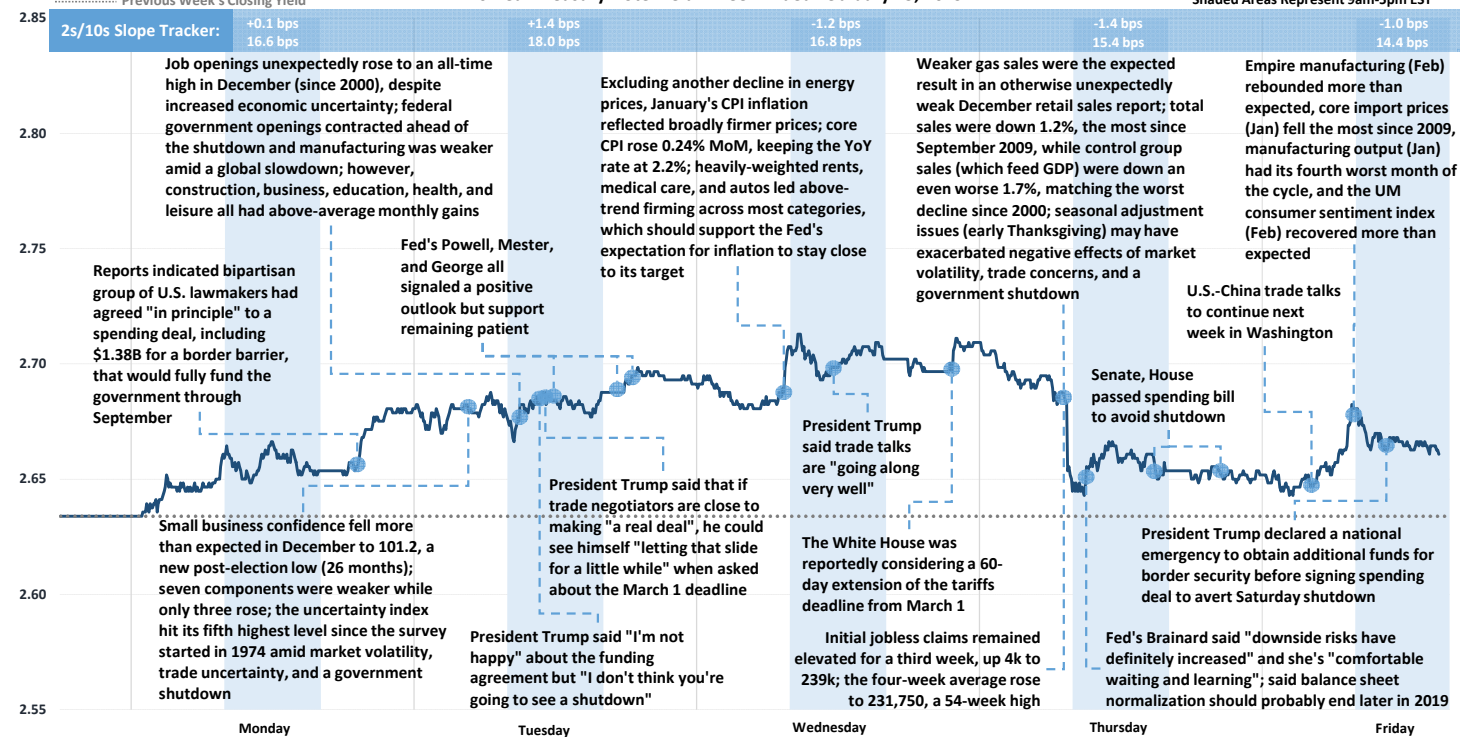 Previous Week's Closing Yield
2.85
2s/10s Slope Tracker:
+0.1 bps
16.6 bps
+1.4 bps
18.0 bps
-1.2 bps
16.8 bps
-1.4 bps
15.4 bps
-1.0 bps
14.4 bps
Shaded Areas Represent 9am-5pm EST
Job openings unexpectedly rose to an all-time
high in December (since 2000), despite
increased economic uncertainty; federal
government openings contracted ahead of
the shutdown and manufacturing was weaker
amid a global slowdown; however,
construction, business, education, health, and
leisure all had above-average monthly gains
Excluding another decline in energy
prices, January's CPI inflation
reflected broadly firmer prices; core
CPI rose 0.24% MoM, keeping the YoY
rate at 2.2%; heavily-weighted rents,
medical care, and autos led above-
trend firming across most categories,
which should support the Fed's
expectation for inflation to stay close
to its target
Weaker gas sales were the expected
result in an otherwise unexpectedly
weak December retail sales report; total
sales were down 1.2%, the most since
September 2009, while control group
sales (which feed GDP) were down an
even worse 1.7%, matching the worst
decline since 2000; seasonal adjustment
issues (early Thanksgiving) may have
exacerbated negative effects of market
volatility, trade concerns, and a
government shutdown
Empire manufacturing (Feb)
rebounded more than
expected, core import prices
(Jan) fell the most since 2009,
manufacturing output (Jan)
had its fourth worst month of
the cycle, and the UM
consumer sentiment index
(Feb) recovered more than
expected
2.80
2.75
Reports indicated bipartisan
group of U.S. lawmakers had
agreed "in principle" to a
spending deal, including
$1.38B for a border barrier,
that would fully fund the
government through
September
Fed's Powell, Mester,
and George all
signaled a positive
outlook but support
remaining patient
U.S.-China trade talks
to continue next
week in Washington
2.70
Senate, House
passed spending bill
to avoid shutdown
President Trump
said trade talks
are "going along
very well"
2.65
Small business confidence fell more
than expected in December to 101.2, a
new post-election low (26 months);
seven components were weaker while
only three rose; the uncertainty index
hit its fifth highest level since the survey
started in 1974 amid market volatility,
trade uncertainty, and a government
shutdown
President Trump said that if
trade negotiators are close to
making "a real deal", he could
see himself "letting that slide
for a little while" when asked
about the March 1 deadline
The White House was
reportedly considering a 60-
day extension of the tariffs
deadline from March 1
President Trump declared a national
emergency to obtain additional funds for
border security before signing spending
deal to avert Saturday shutdown
2.60
President Trump said "I'm not
happy" about the funding
agreement but "I don't think you're
going to see a shutdown"
Initial jobless claims remained
elevated for a third week, up 4k to
239k; the four-week average rose
to 231,750, a 54-week high
Fed's Brainard said "downside risks have
definitely increased" and she's "comfortable
waiting and learning"; said balance sheet
normalization should probably end later in 2019
2.55
Monday
Tuesday
Wednesday
Thursday
Friday